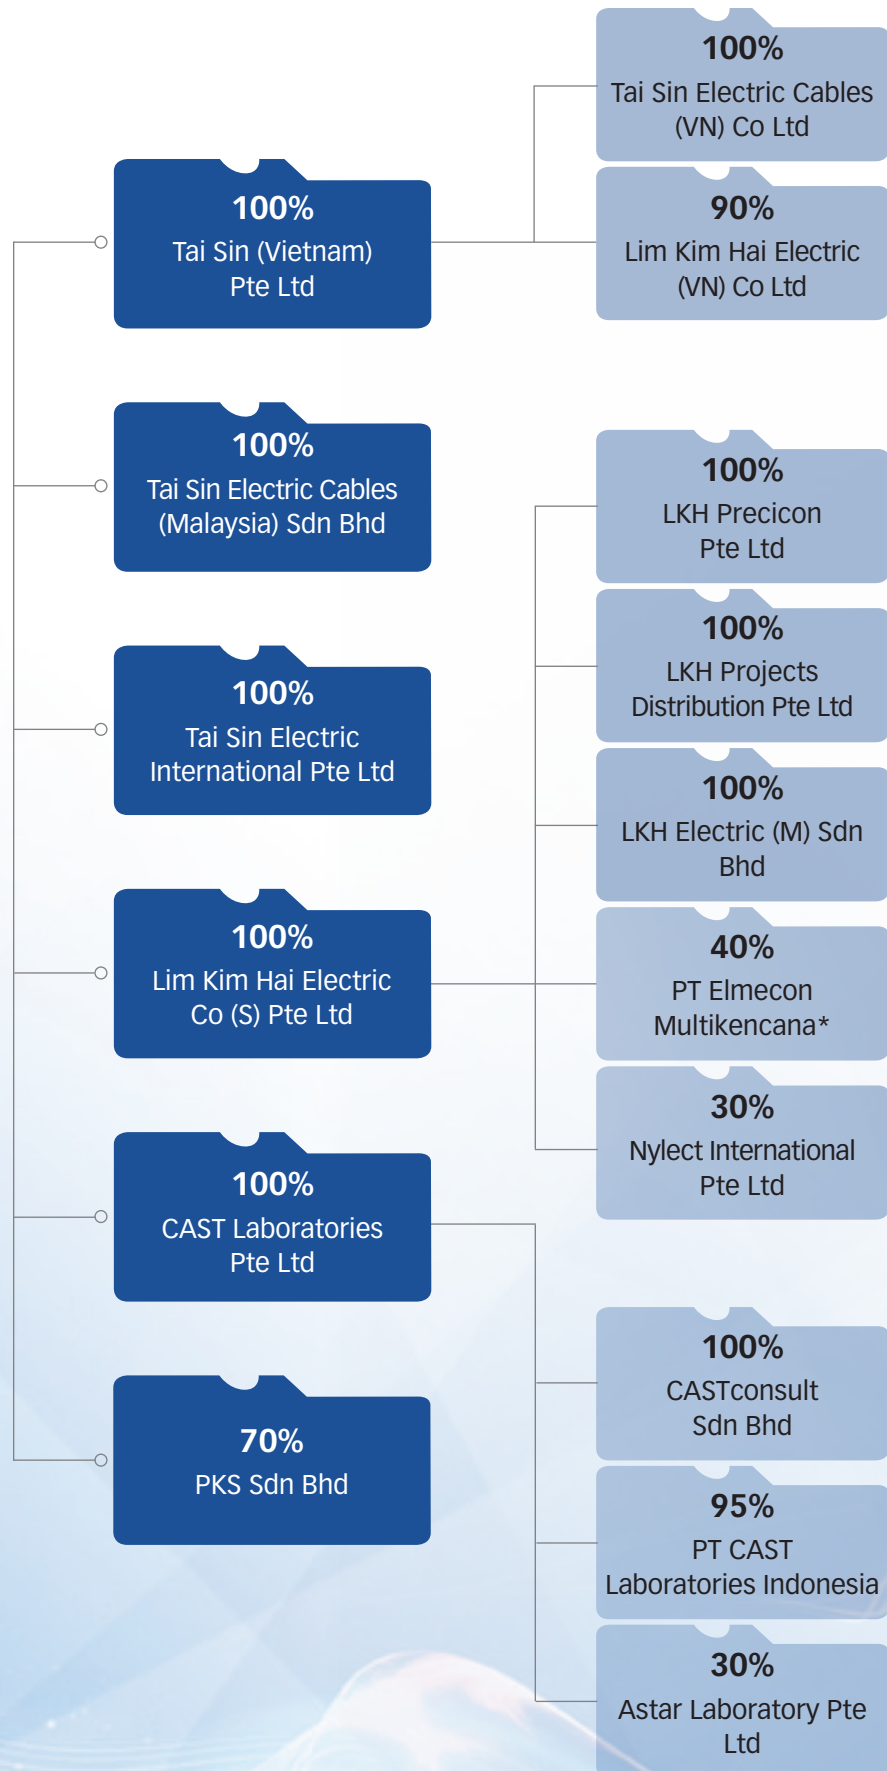 100%
Tai Sin (Vietnam)
Pte Ltd
100%
Tai Sin Electric Cables
(VN) Co Ltd
90%
Lim Kim Hai Electric
(VN) Co Ltd
100%
Tai Sin Electric Cables
(Malaysia) Sdn Bhd
100%
Tai Sin Electric
International Pte Ltd
100%
Lim Kim Hai Electric
Co (S) Pte Ltd
100%
LKH Precicon
Pte Ltd
100%
LKH Projects
Distribution Pte Ltd
100%
LKH Electric (M) Sdn
Bhd
40%
PT Elmecon
Multikencana*
30%
Nylect International
Pte Ltd
100%
CAST Laboratories
Pte Ltd
100%
CASTconsult
Sdn Bhd
95%
PT CAST
Laboratories Indonesia
30%
Astar Laboratory Pte
Ltd
70%
PKS Sdn Bhd